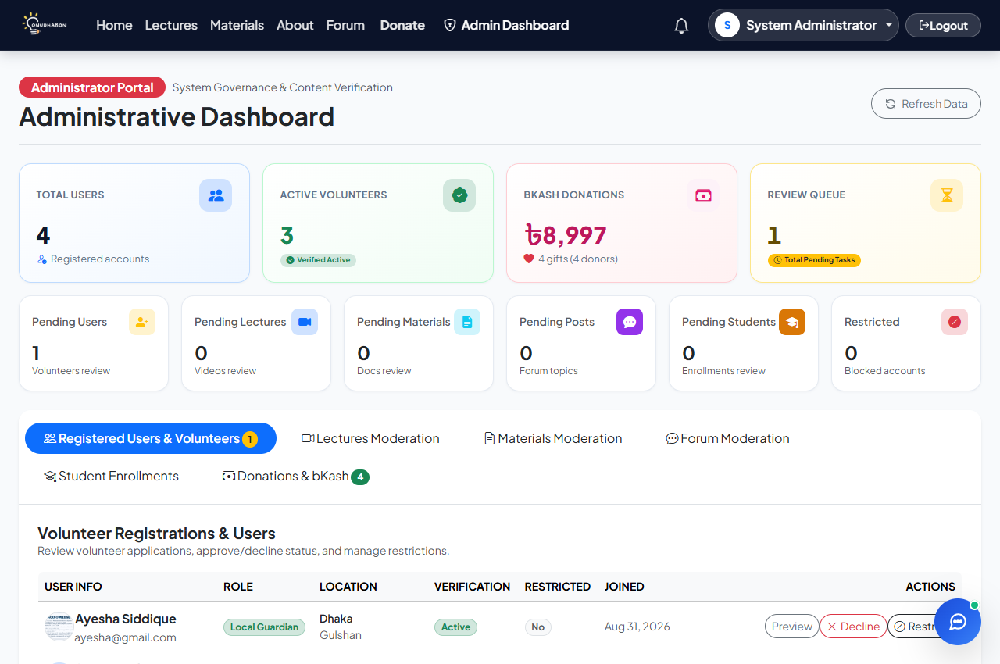 ONUDHABON
Home Lectures Materials About Forum Donate Admin Dashboard S System Administrator Logout
Administrator Portal System Governance & Content Verification
Administrative Dashboard
Refresh Data
TOTAL USERS
4
Registered accounts
ACTIVE VOLUNTEERS
3
Verified Active
BKASH DONATIONS
৳8,997
4 gifts (4 donors)
REVIEW QUEUE
1
Total Pending Tasks
Pending Users
1
Volunteers review
Pending Lectures
0
Videos review
Pending Materials
0
Docs review
Pending Posts
0
Forum topics
Pending Students
0
Enrollments review
Restricted
0
Blocked accounts
Registered Users & Volunteers 1 Lectures Moderation Materials Moderation Forum Moderation
Student Enrollments Donations & bKash 4
Volunteer Registrations & Users
Review volunteer applications, approve/decline status, and manage restrictions.
USER INFO ROLE LOCATION VERIFICATION RESTRICTED JOINED ACTIONS
Ayesha Siddique
ayesha@gmail.com
Local Guardian
Dhaka
Gulshan
Active
No
Aug 31, 2026
Preview Decline Restr